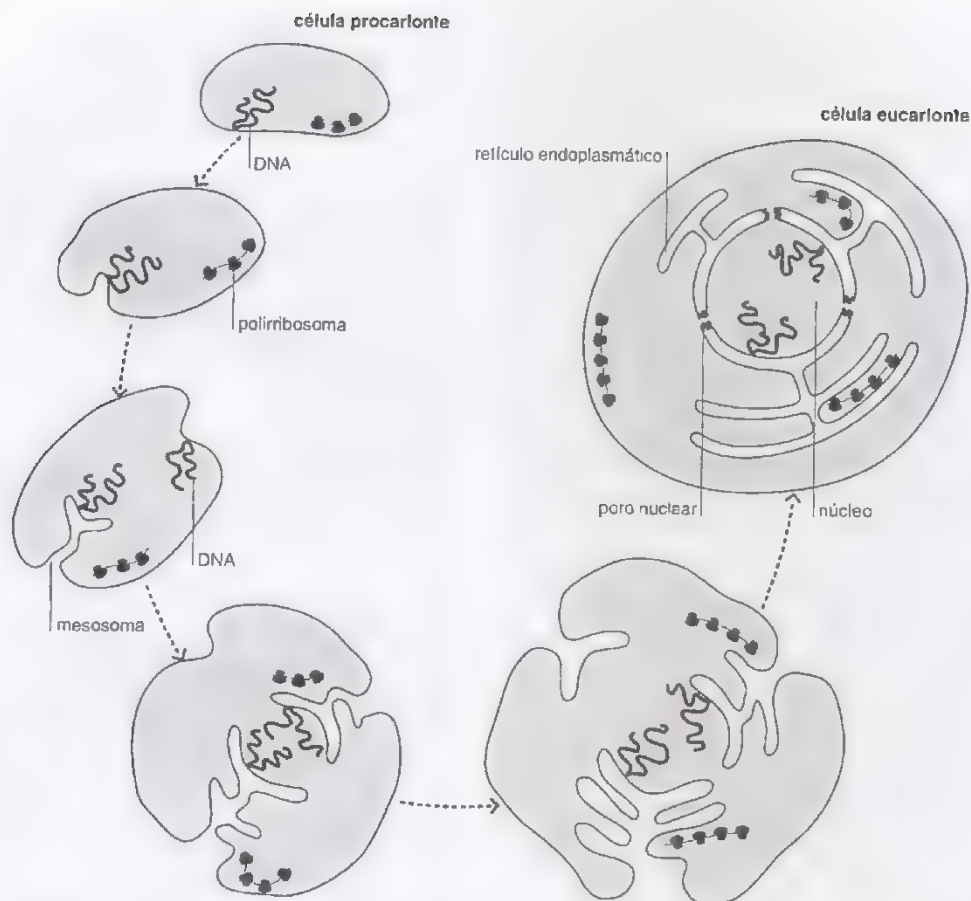 célula procarionte
DNA
polirribosoma
DNA
mesosoma
célula eucarionte
retículo endoplasmático
poro nuclear
núcleo